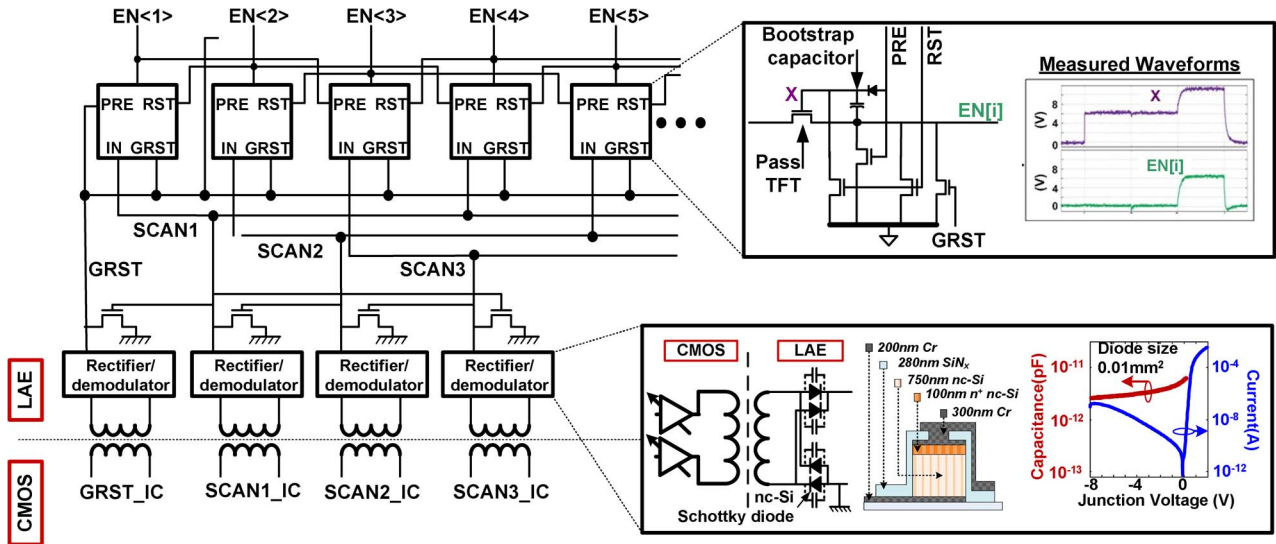 EN<1> EN<2> EN<3> EN<4> EN<5>
PRE RST PRE RST PRE RST PRE RST PRE RST
IN GRST IN GRST IN GRST IN GRST IN GRST
SCAN1
SCAN2
SCAN3
GRST
Rectifier/ demodulator
Rectifier/ demodulator
Rectifier/ demodulator
Rectifier/ demodulator
LAE
CMOS
GRST_IC SCAN1_IC SCAN2_IC SCAN3_IC
Bootstrap
capacitor
PRE
RST
X
EN[i]
Pass
TFT
GRST
Measured Waveforms
X
(V)
8
4
0
EN[i]
(V)
8
4
0
CMOS
LAE
nc-Si
Schottky diode
200nm Cr
280nm SiNx
750nm nc-Si
100nm n+ nc-Si
300nm Cr
Diode size
0.01mm²
Capacitance(pF)
10⁻¹¹
10⁻¹²
10⁻¹³
Current(A)
10⁻⁴
10⁻⁸
10⁻¹²
-8 -4 0
Junction Voltage (V)